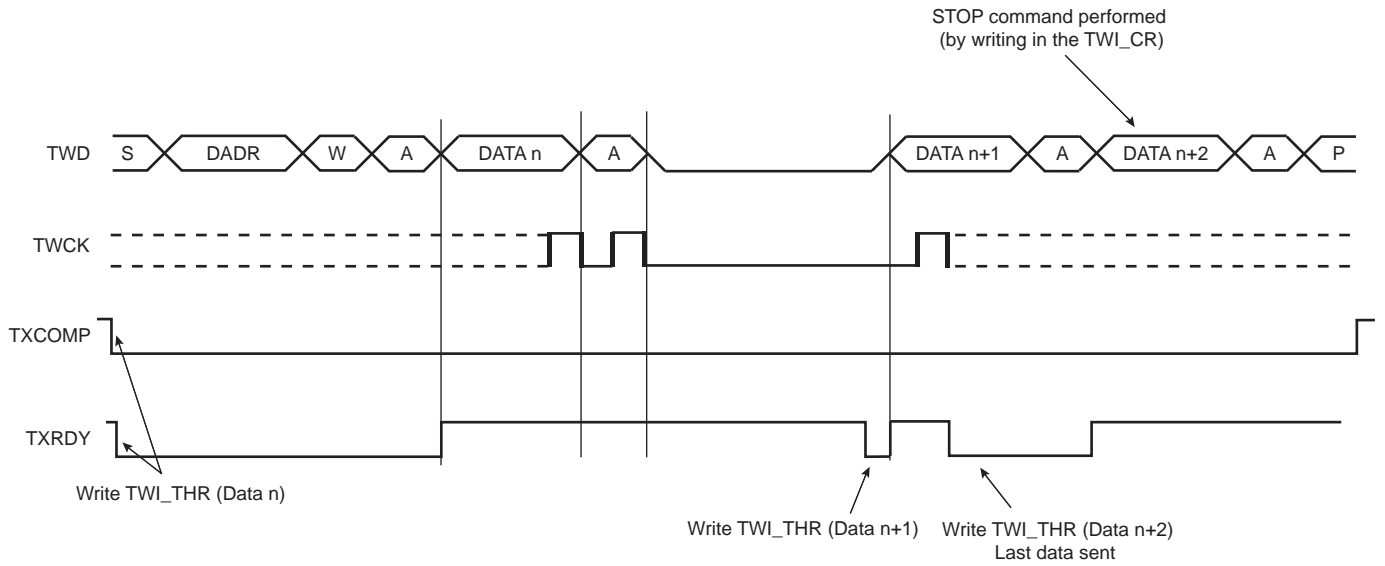 STOP command performed
(by writing in the TWI_CR)
TWD S DADR W A DATA n A DATA n+1 A DATA n+2 A P
TWCK
TXCOMP
TXRDY
Write TWI_THR (Data n)
Write TWI_THR (Data n+1)
Write TWI_THR (Data n+2)
Last data sent